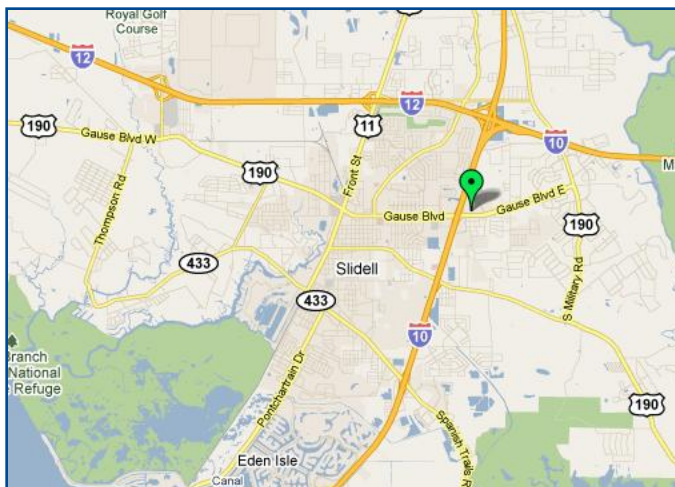 Royal Golf
Course
12
190
Gause Blvd W
11
12
10
190
Thompson Rd
Front St
Gause Blvd
Gause Blvd E
190
433
Slidell
433
S Military Rd
10
Branch
National
Refuge
Pontchartrain Dr
190
Spanish Trails R
Eden Isle
Canal
M